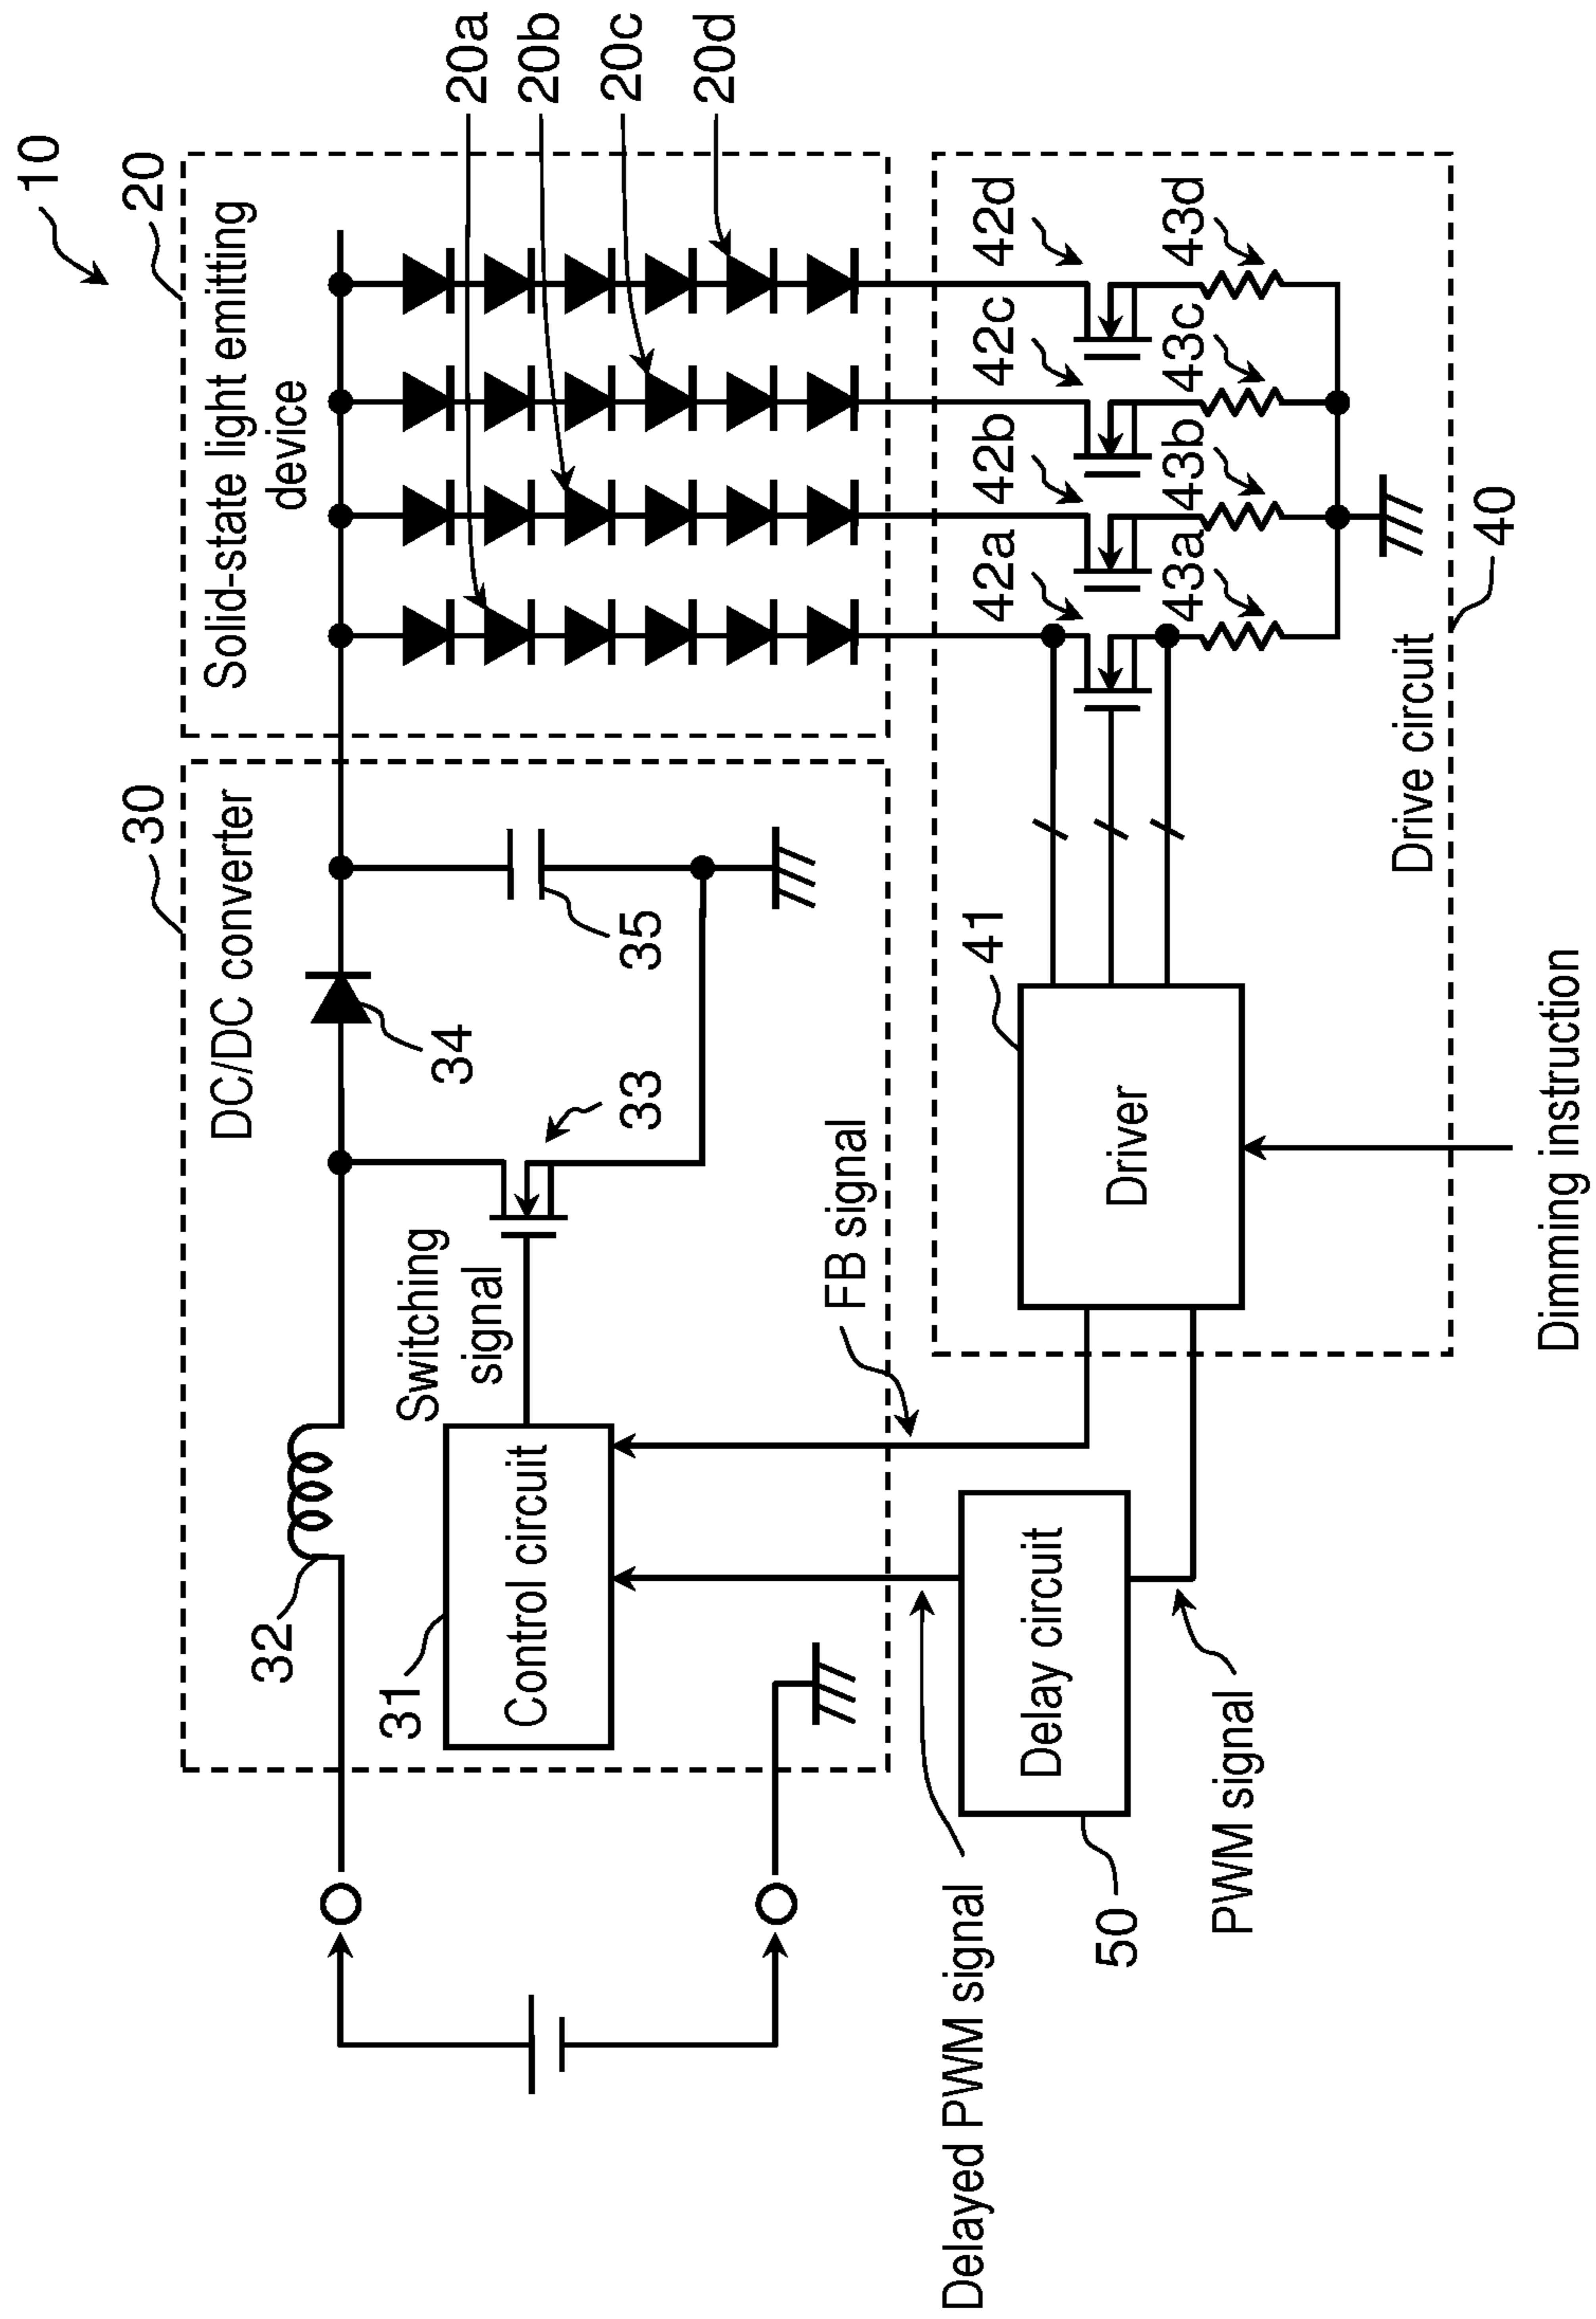 10
20
Solid-state light emitting
device
20a
20b
20c
20d
30
DC/DC converter
32
34
35
33
Switching
signal
31
Control circuit
FB signal
42a
42b
42c
42d
43a
43b
43c
43d
41
Driver
Drive circuit
40
Delay circuit
50
Delayed PWM signal
PWM signal
Dimming instruction